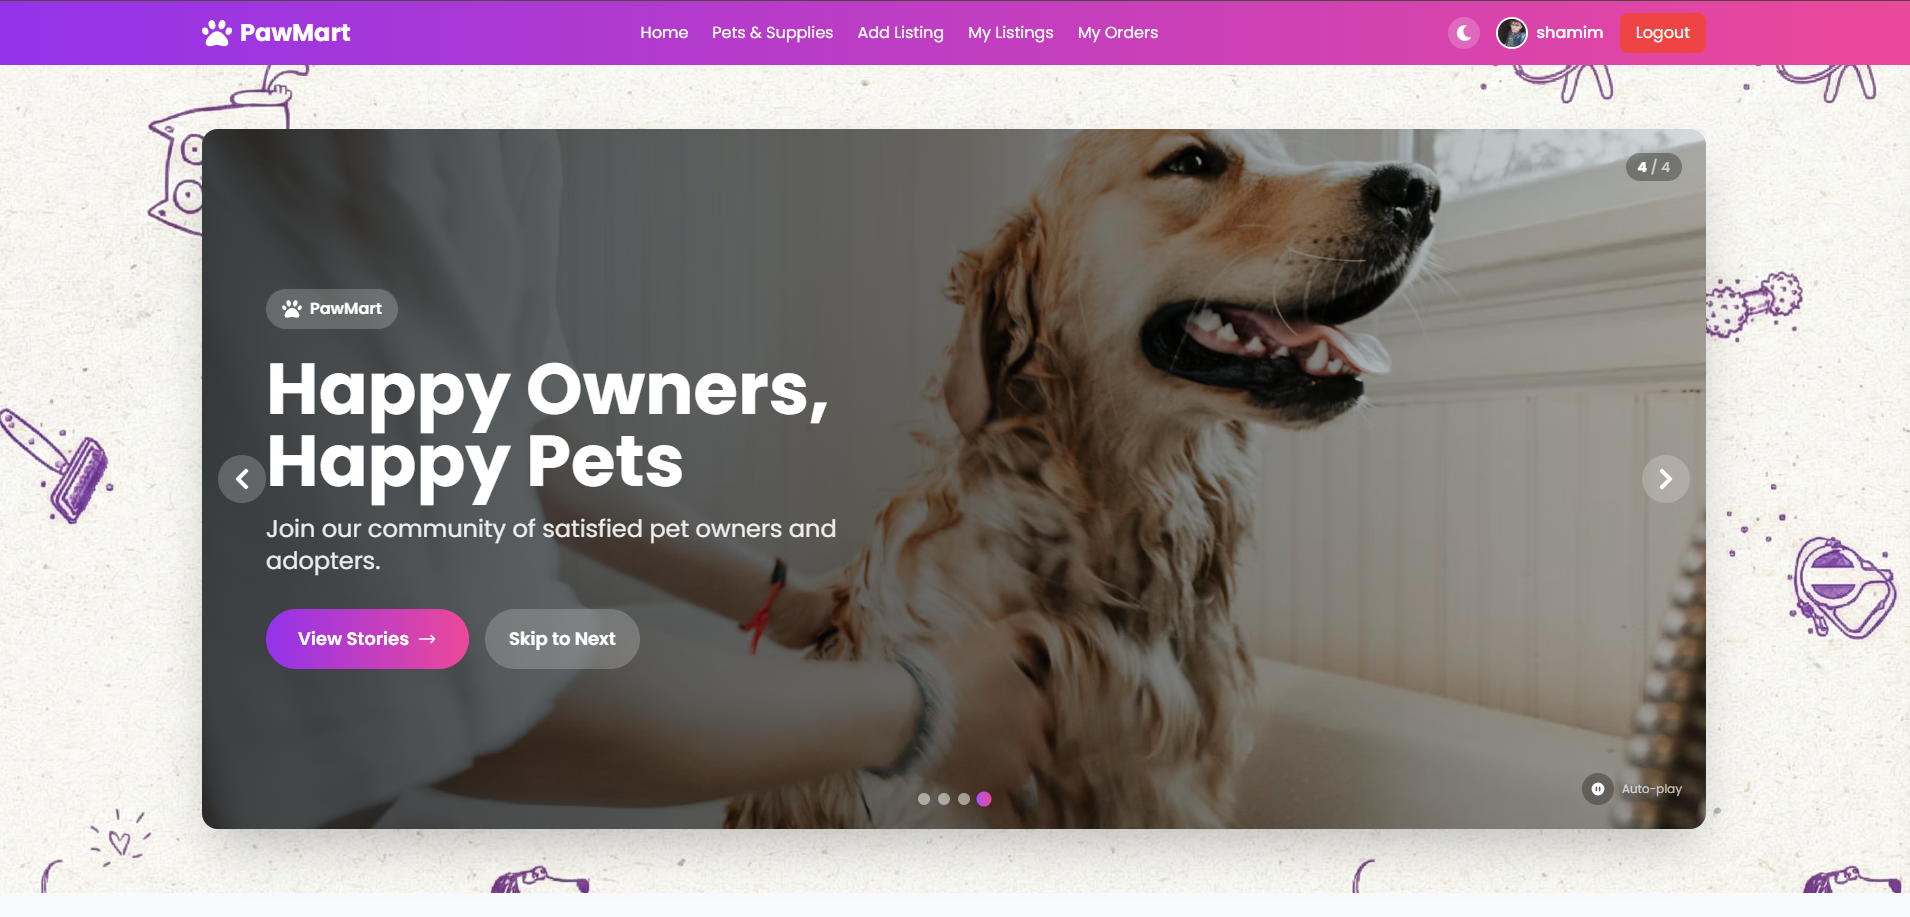 PawMart
Home
Pets & Supplies
Add Listing
My Listings
My Orders
shamim
Logout
4 / 4
PawMart
Happy Owners,
Happy Pets
Join our community of satisfied pet owners and
adopters.
View Stories →
Skip to Next
Auto-play